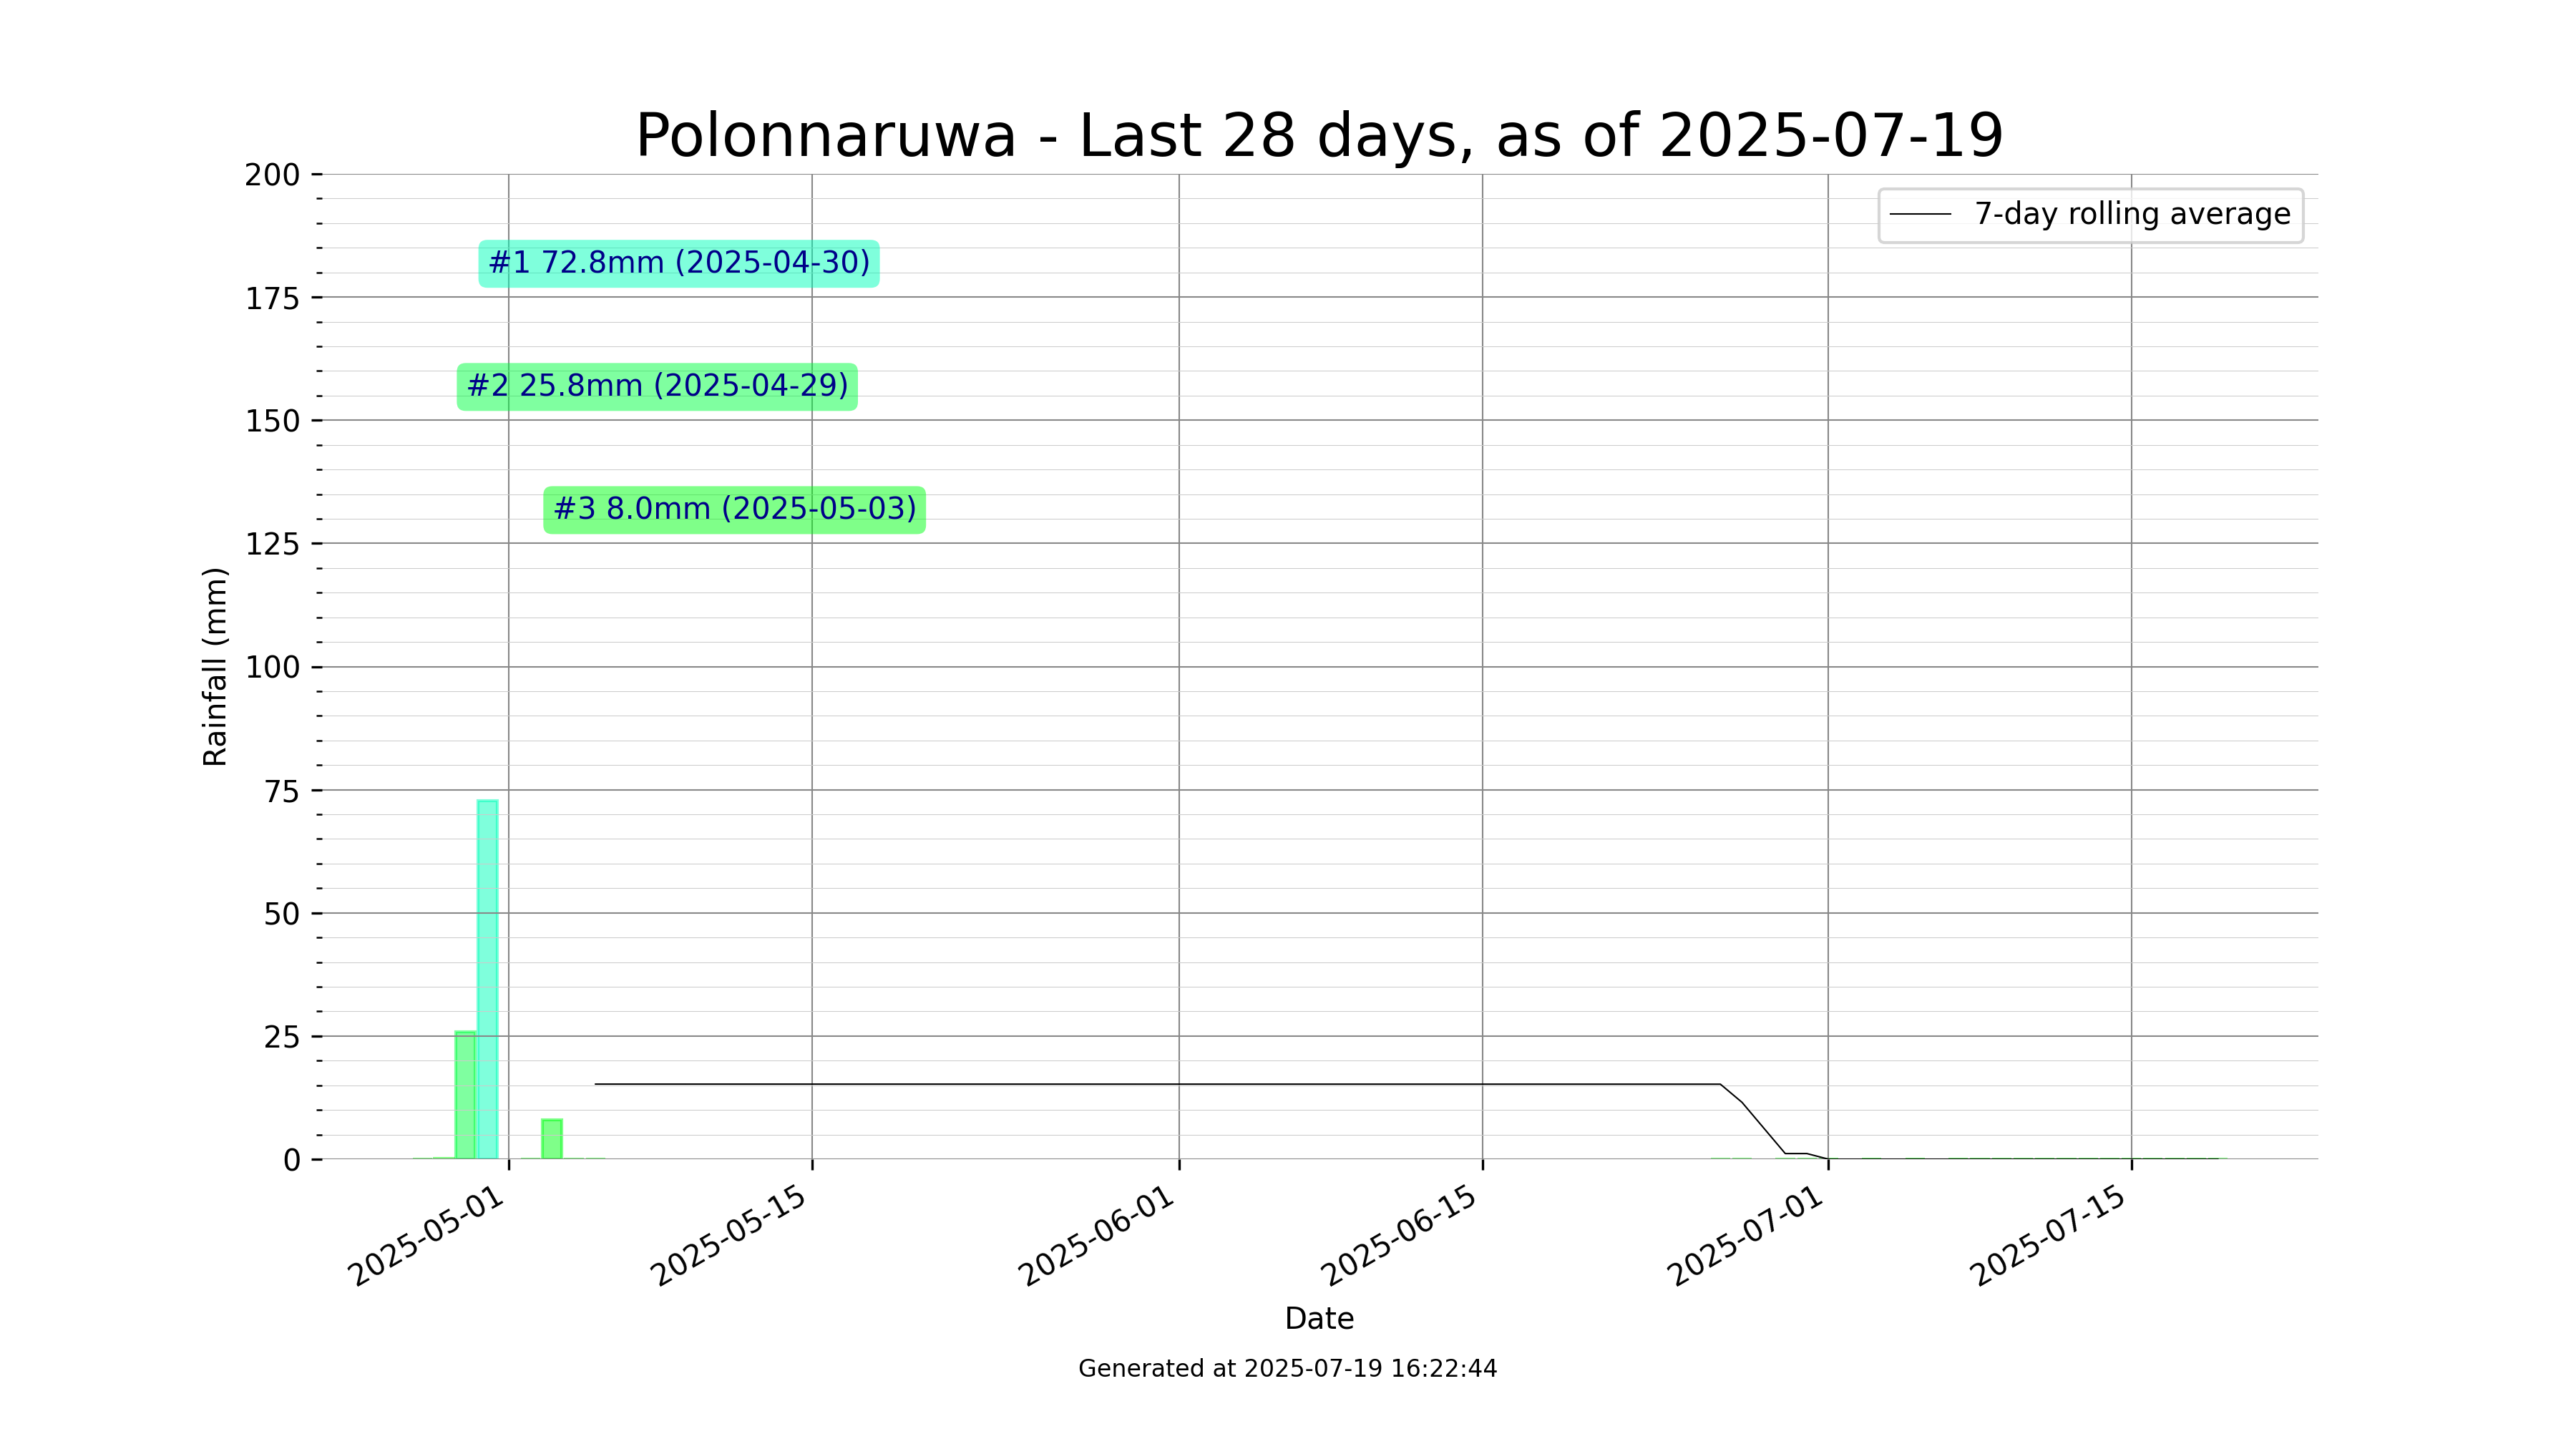 Polonnaruwa - Last 28 days, as of 2025-07-19
200
175
150
125
100
75
50
25
0
Rainfall (mm)
7-day rolling average
#1 72.8mm (2025-04-30)
#2 25.8mm (2025-04-29)
#3 8.0mm (2025-05-03)
2025-05-01
2025-05-15
2025-06-01
2025-06-15
2025-07-01
2025-07-15
Date
Generated at 2025-07-19 16:22:44